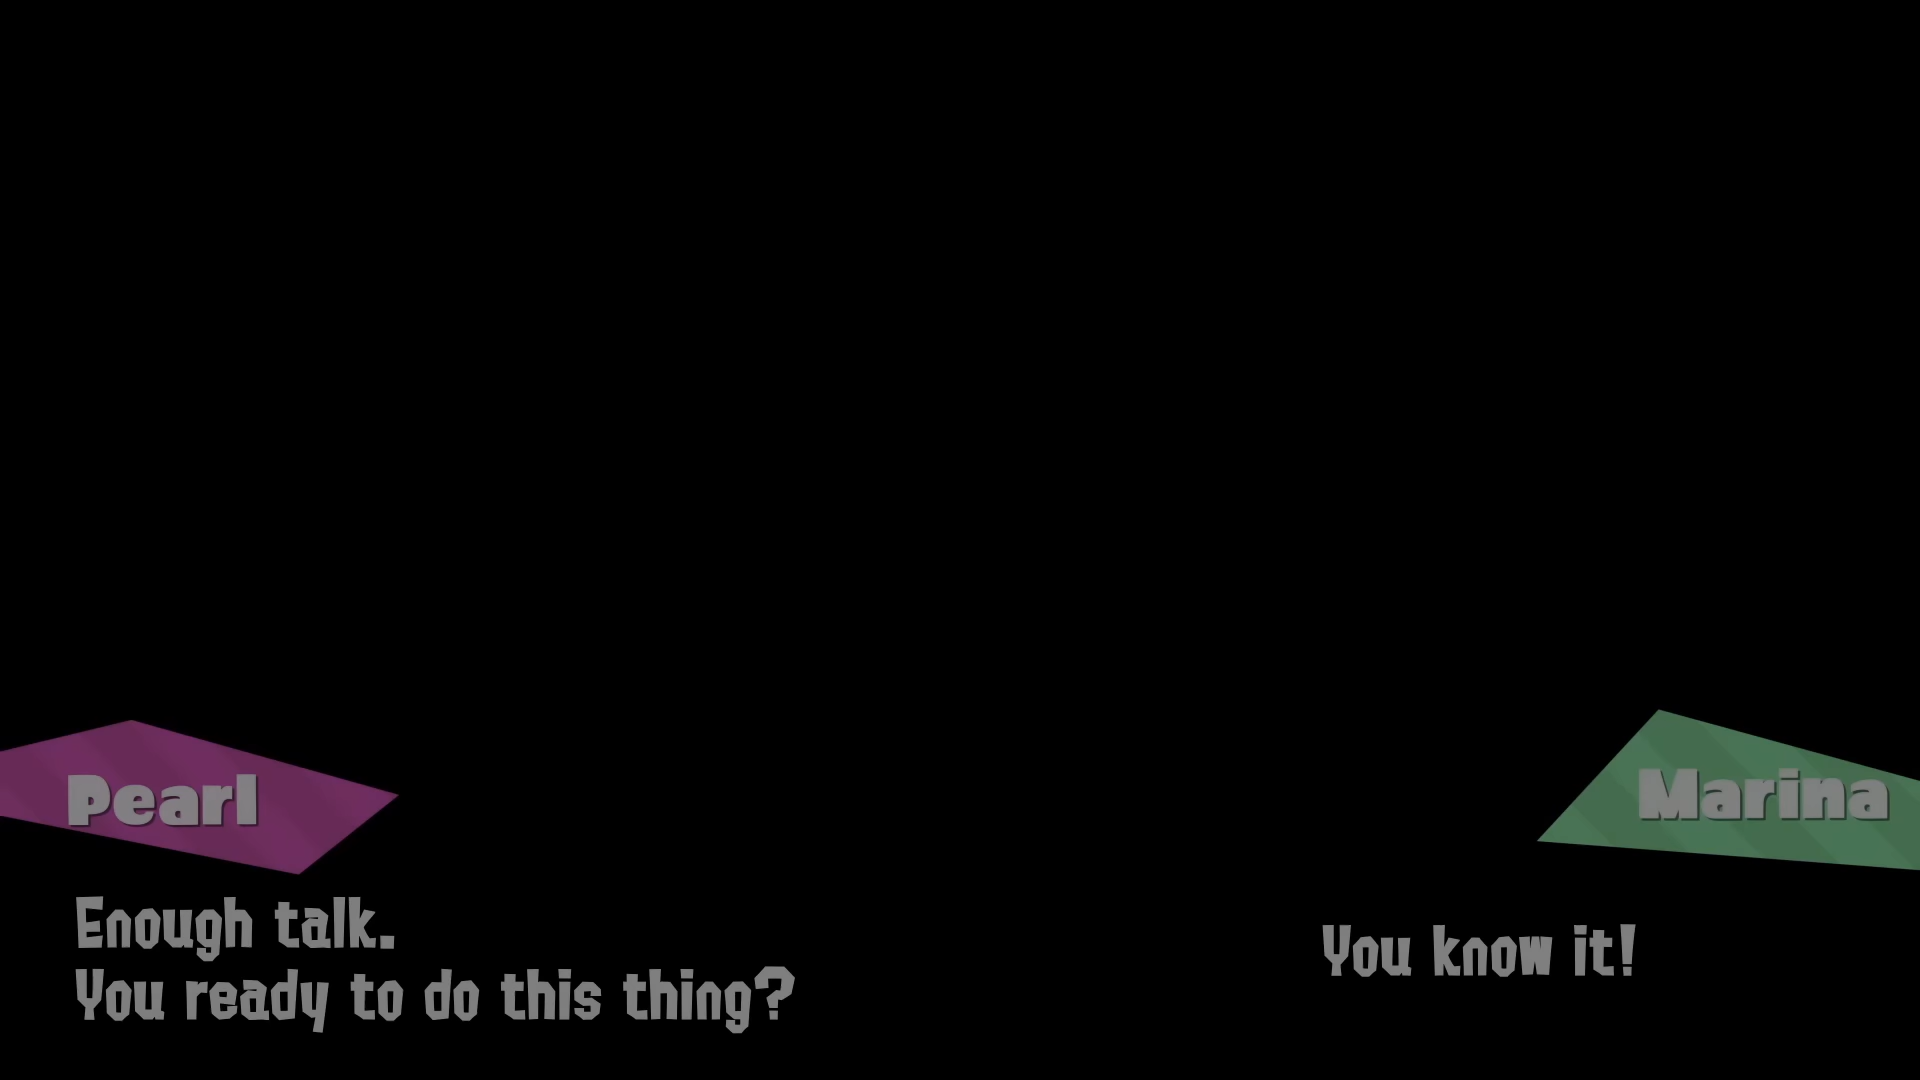 Pearl
Enough talk.
You ready to do this thing?
Marina
You know it!